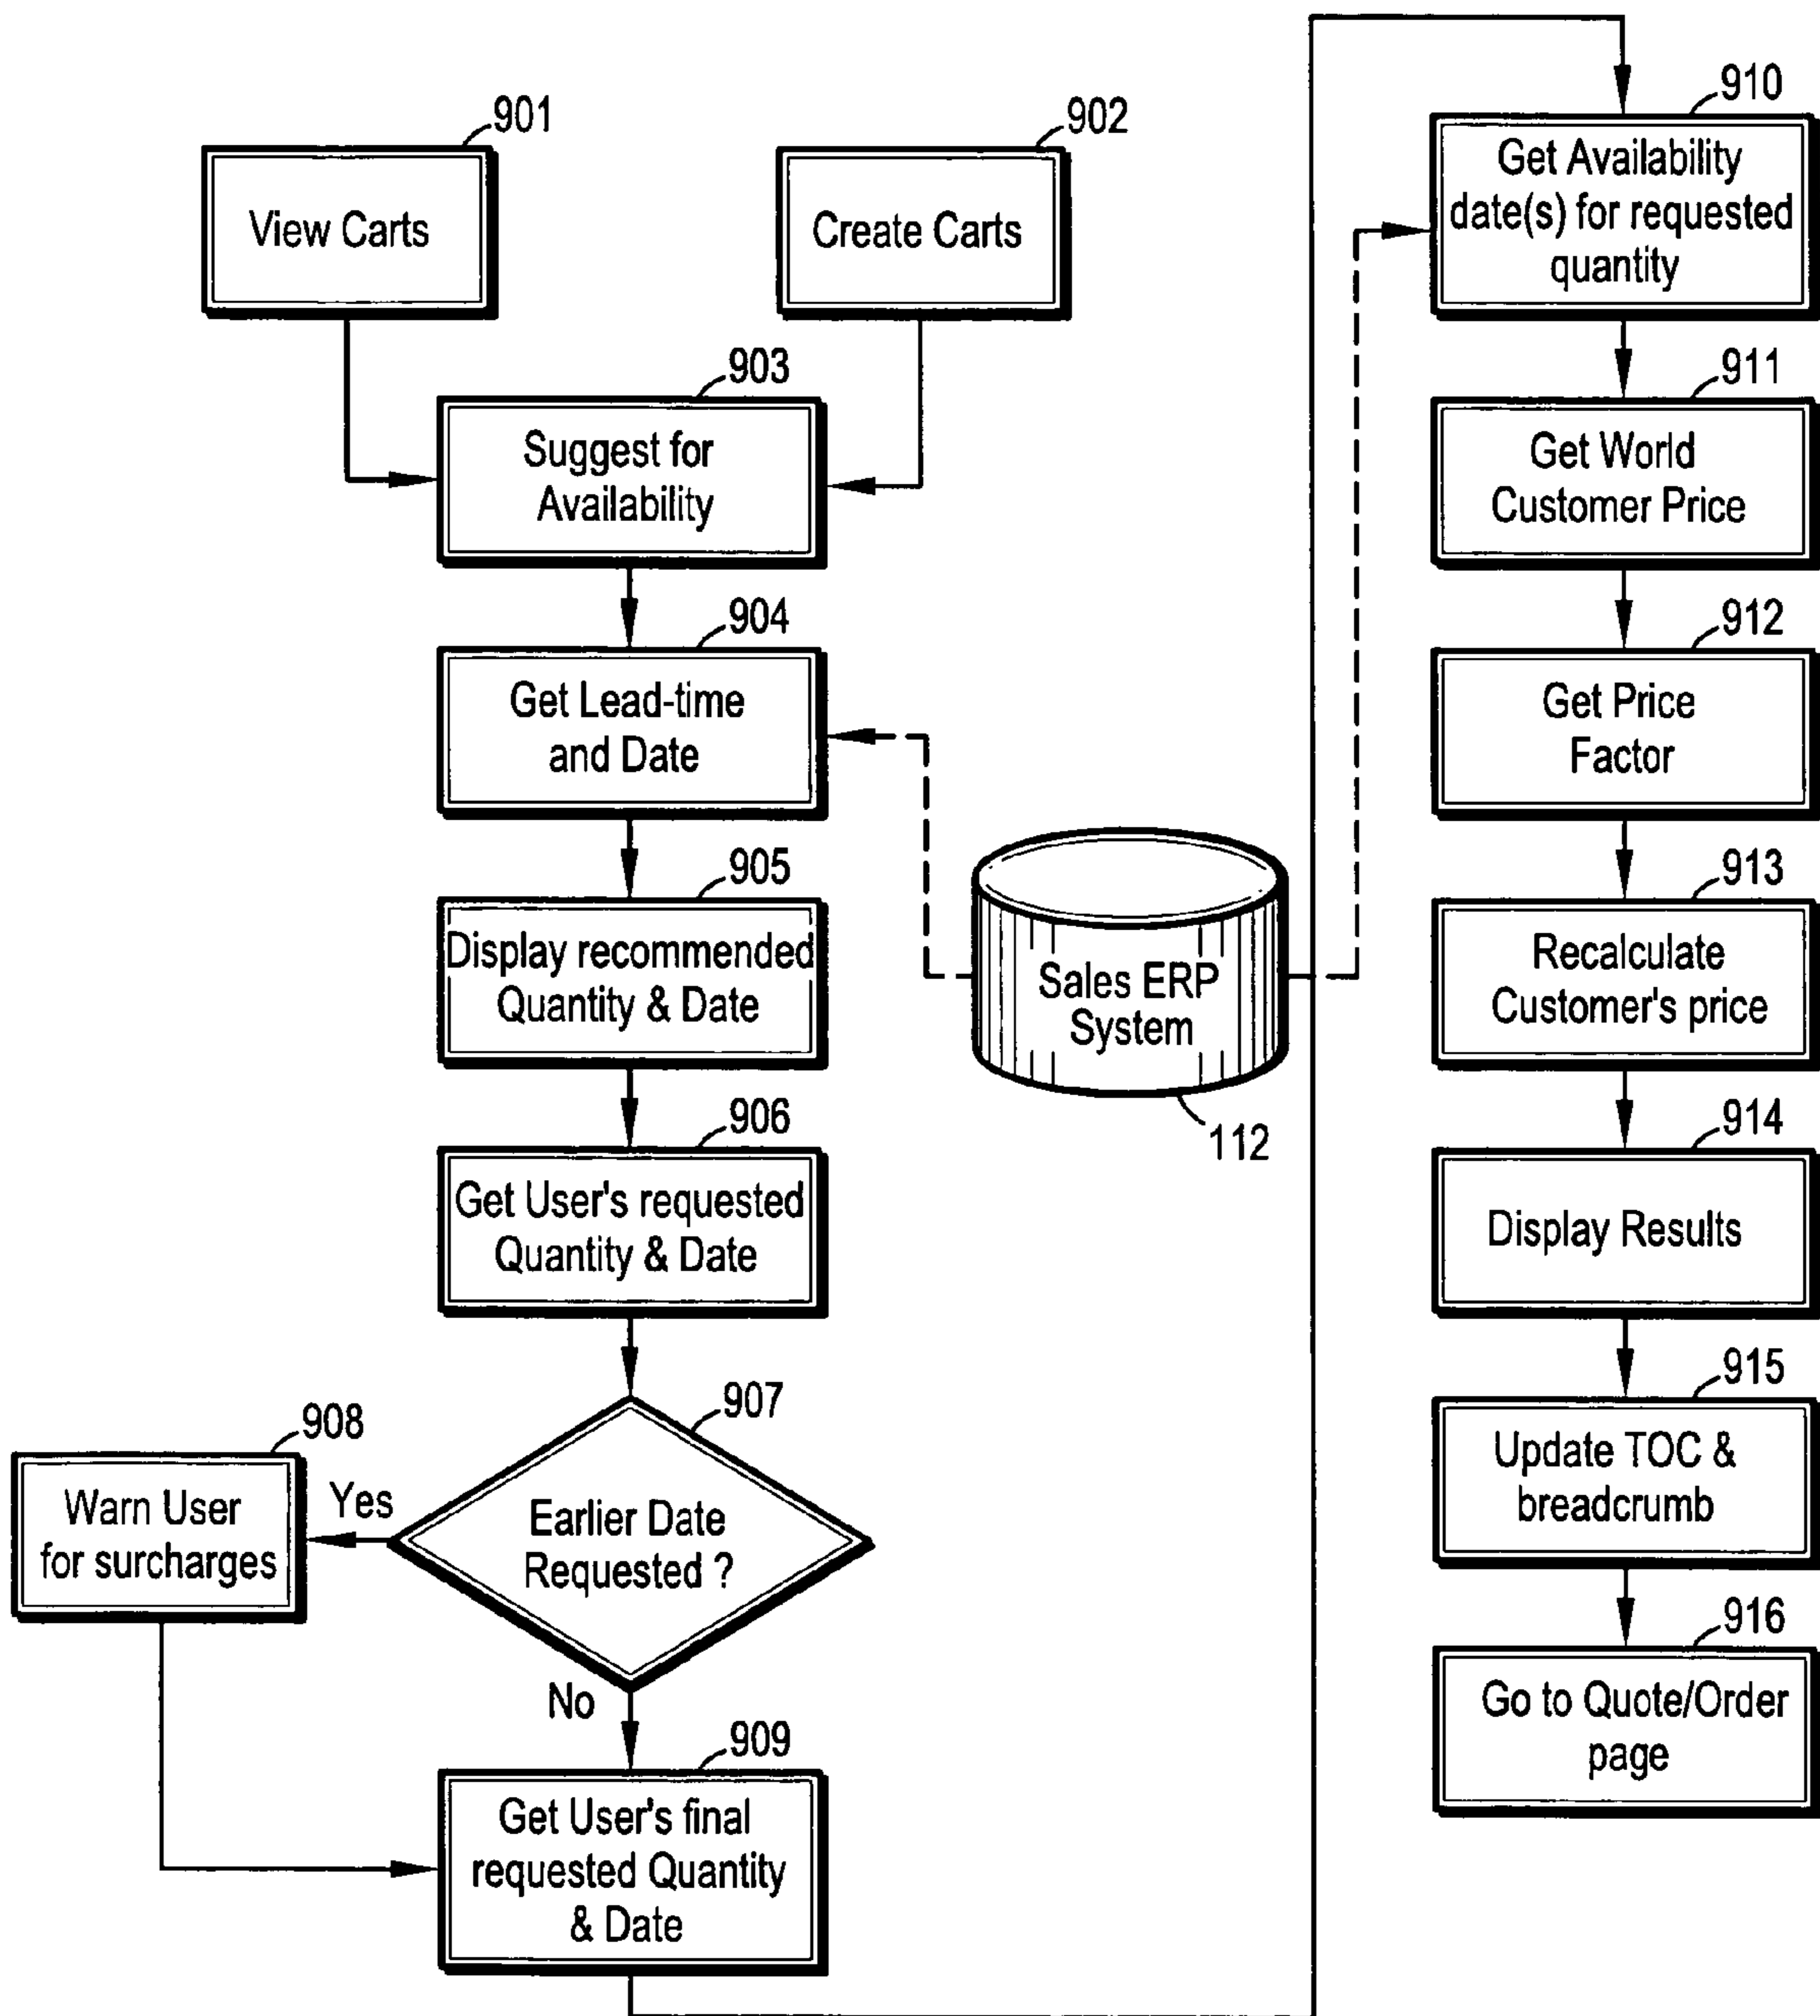 901
View Carts
902
Create Carts
903
Suggest for
Availability
904
Get Lead-time
and Date
905
Display recommended
Quantity & Date
906
Get User's requested
Quantity & Date
907
Earlier Date
Requested ?
Yes
No
908
Warn User
for surcharges
909
Get User's final
requested Quantity
& Date
Sales ERP
System
112
910
Get Availability
date(s) for requested
quantity
911
Get World
Customer Price
912
Get Price
Factor
913
Recalculate
Customer's price
914
Display Results
915
Update TOC &
breadcrumb
916
Go to Quote/Order
page